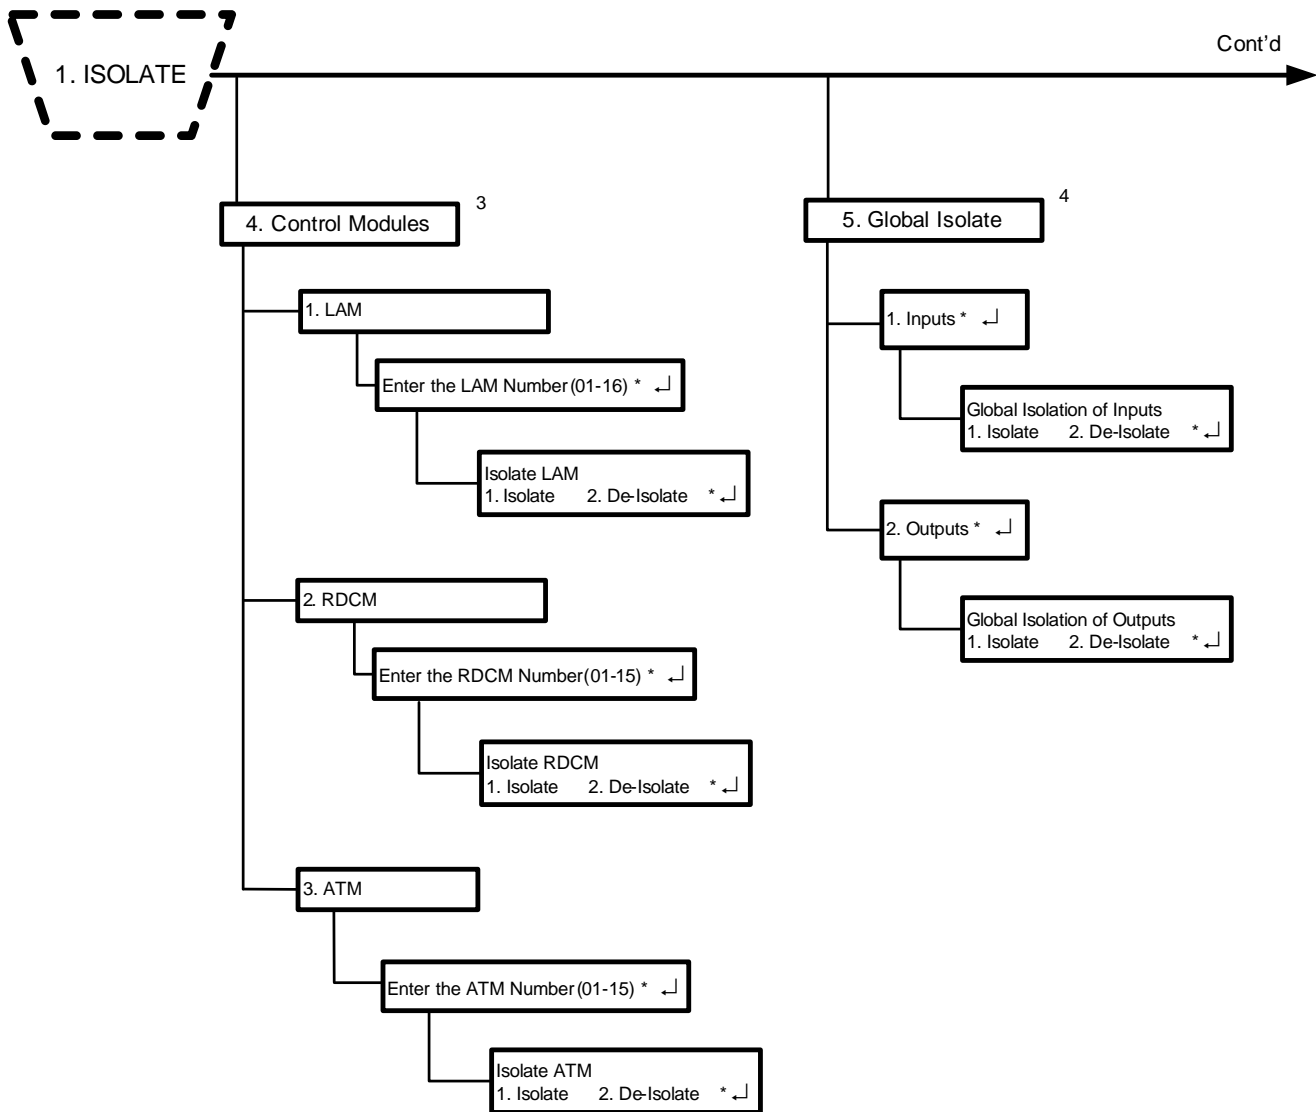 Cont'd
1. ISOLATE
4. Control Modules 3
1. LAM
Enter the LAM Number (01-16) * ↵
Isolate LAM
1. Isolate 2. De-Isolate * ↵
2. RDCM
Enter the RDCM Number (01-15) * ↵
Isolate RDCM
1. Isolate 2. De-Isolate * ↵
3. ATM
Enter the ATM Number (01-15) * ↵
Isolate ATM
1. Isolate 2. De-Isolate * ↵
5. Global Isolate 4
1. Inputs * ↵
Global Isolation of Inputs
1. Isolate 2. De-Isolate * ↵
2. Outputs * ↵
Global Isolation of Outputs
1. Isolate 2. De-Isolate * ↵